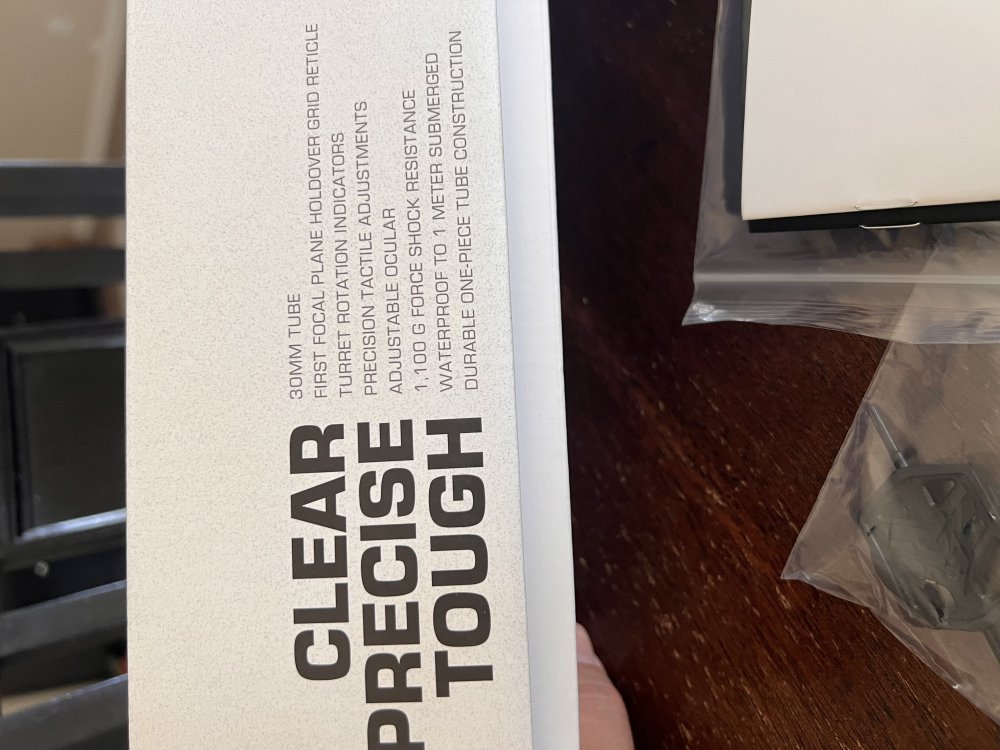 CLEAR
PRECISE
TOUGH
30MM TUBE
FIRST FOCAL PLANE HOLDOVER GRID RETICLE
TURRET ROTATION INDICATORS
PRECISION TACTILE ADJUSTMENTS
ADJUSTABLE OCULAR
1,100 G FORCE SHOCK RESISTANCE
WATERPROOF TO 1 METER SUBMERGED
DURABLE ONE-PIECE TUBE CONSTRUCTION